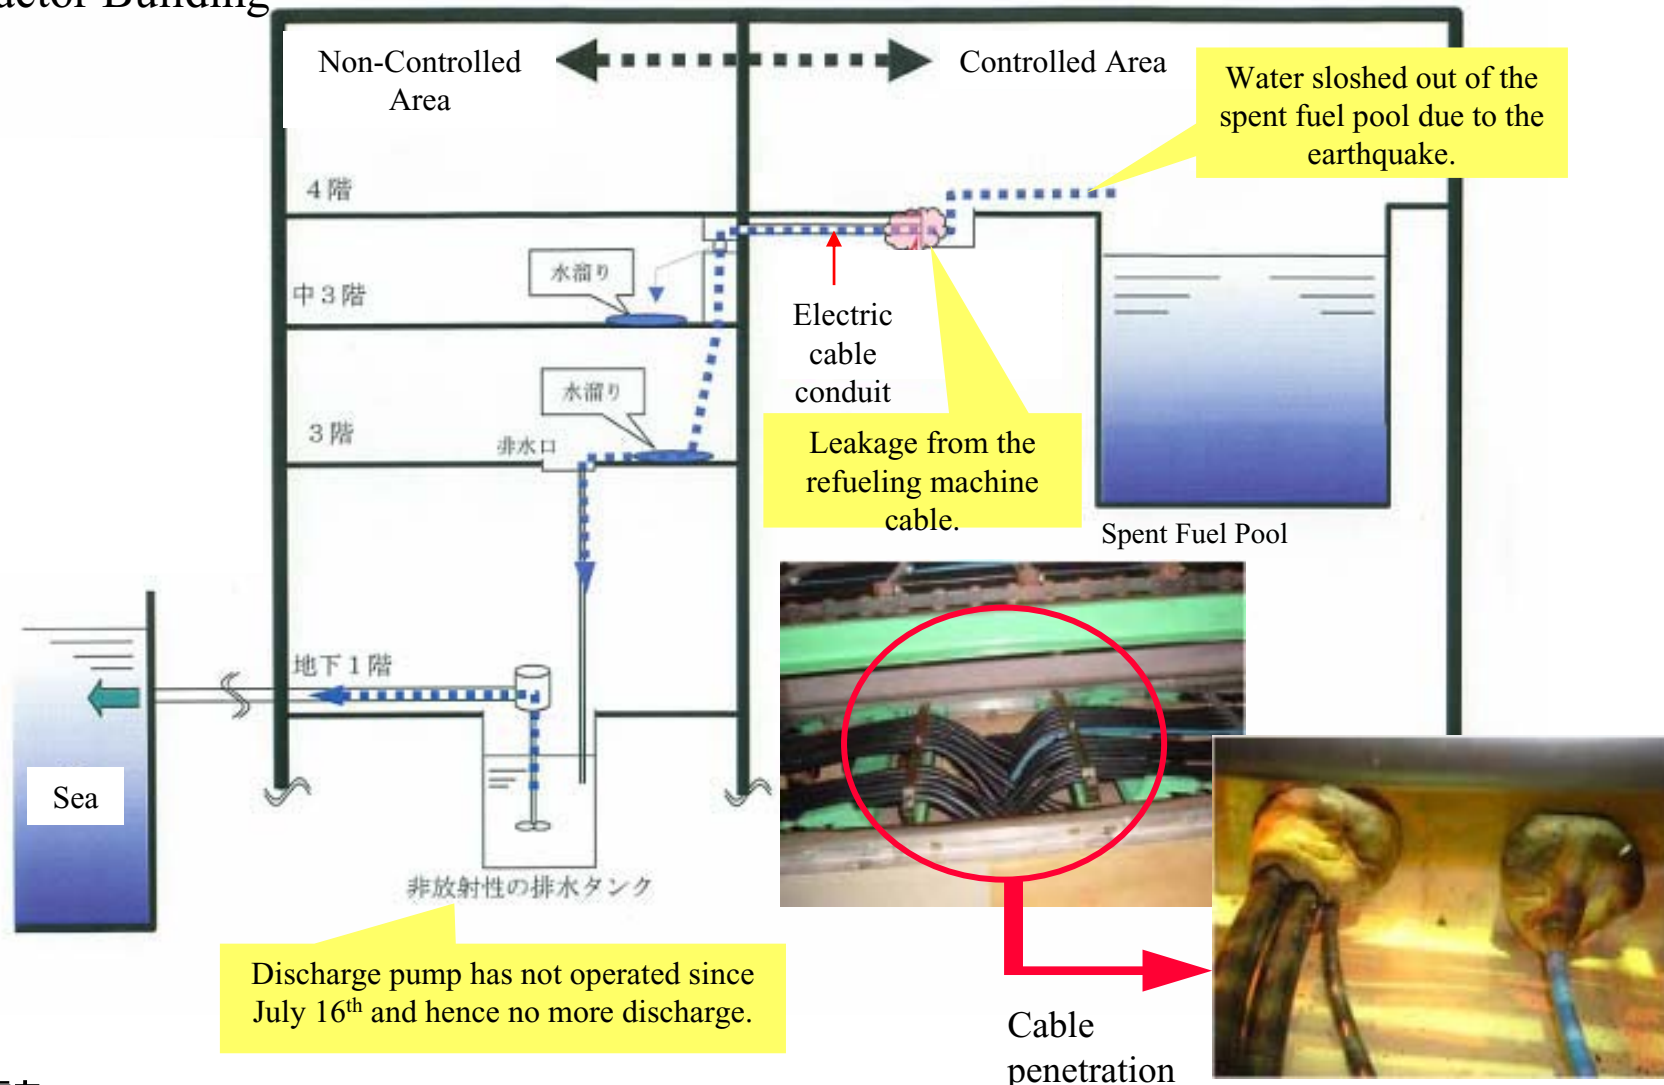 actor Building
Non-Controlled
Area
Controlled Area
Water sloshed out of the
spent fuel pool due to the
earthquake.
4階
水溜り
中3階
Electric
cable
conduit
水溜り
3階
排水口
Leakage from the
refueling machine
cable.
Spent Fuel Pool
地下1階
Sea
非放射性の排水タンク
Discharge pump has not operated since
July 16th and hence no more discharge.
Cable
penetration